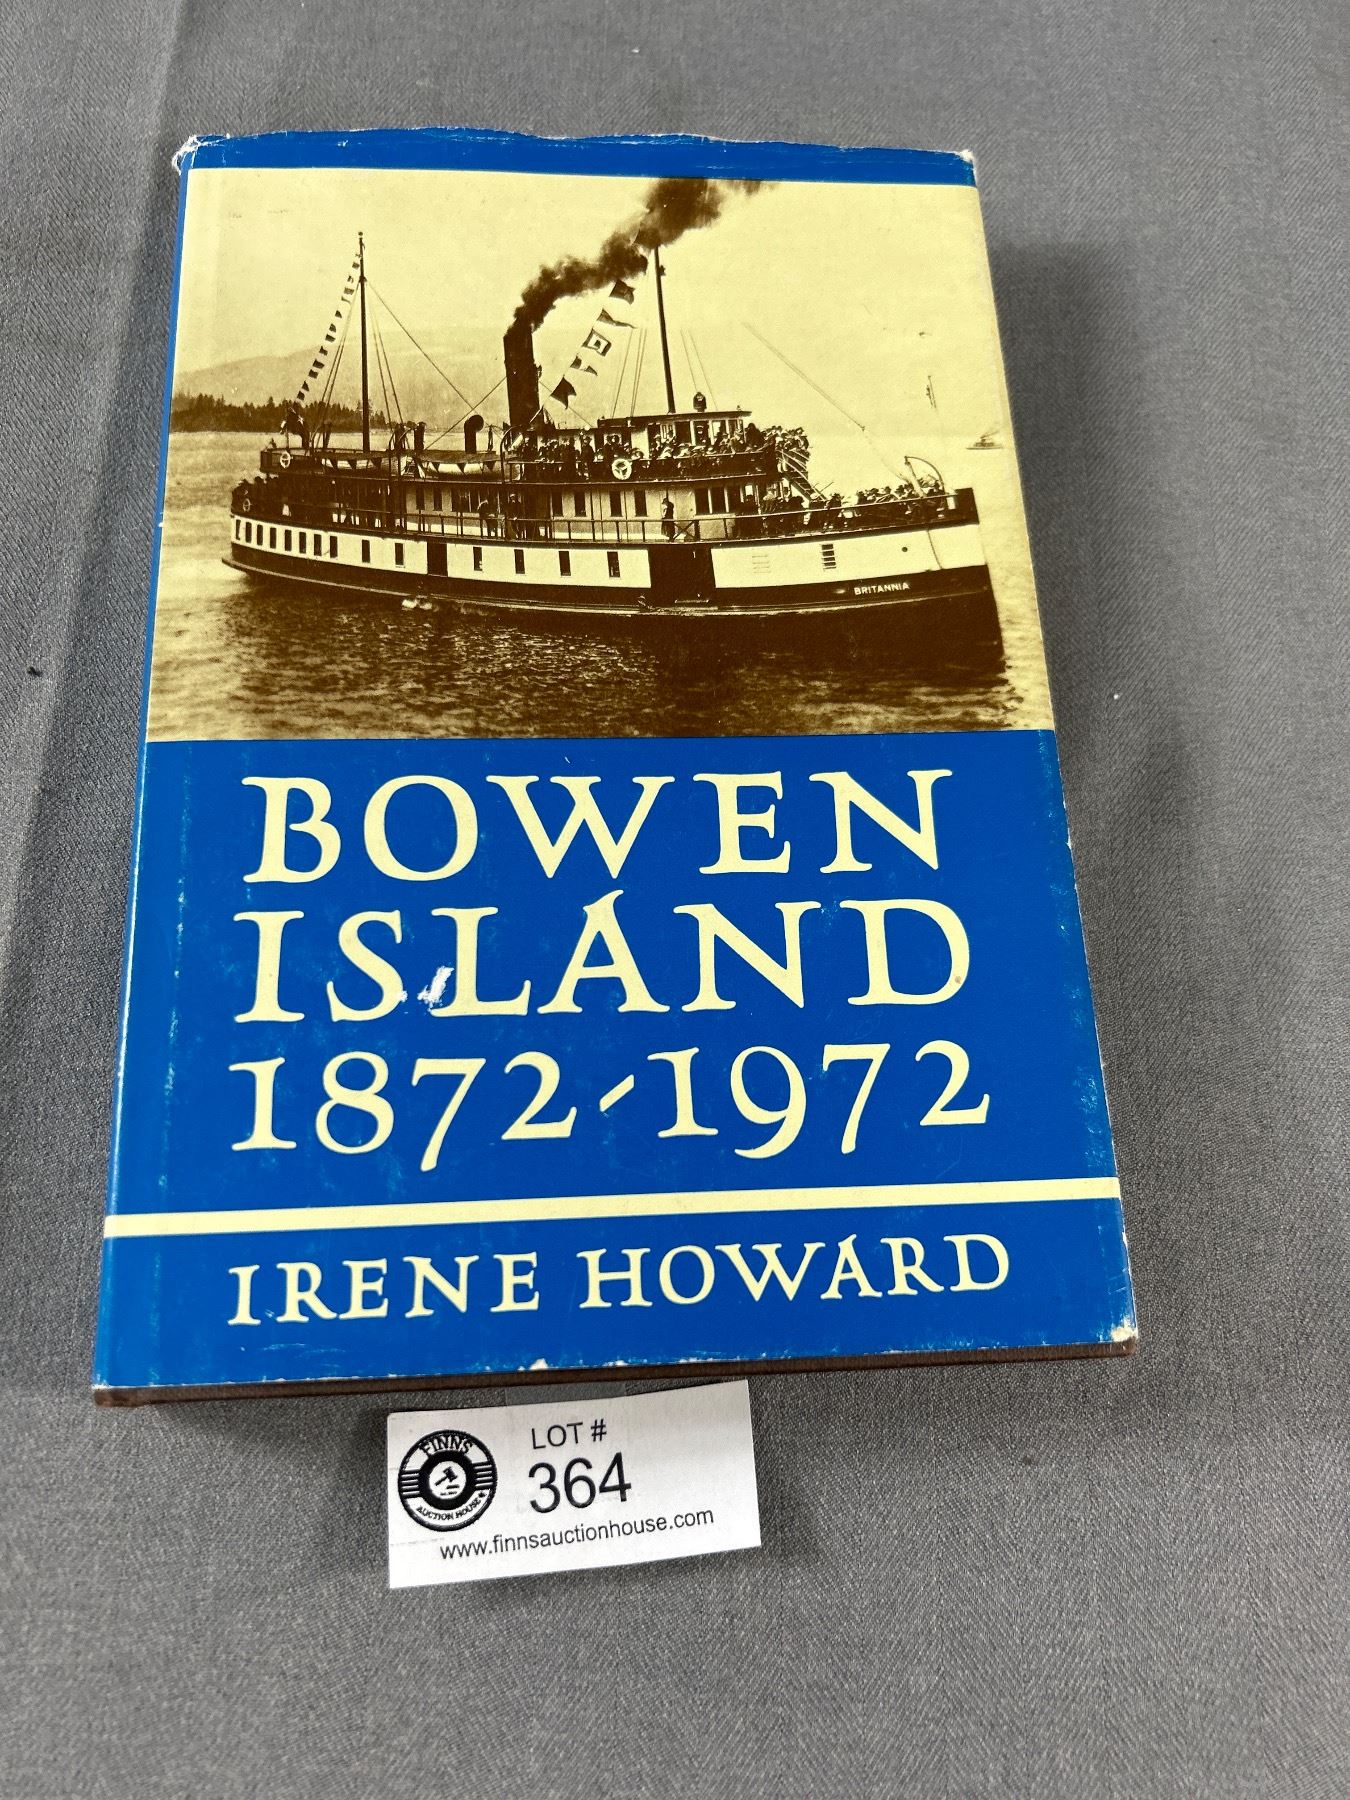 BRITANNIA
BOWEN
ISLAND
1872-1972
IRENE HOWARD
FINNS
AUCTION HOUSE
LOT #
364
www.finnsauctionhouse.com